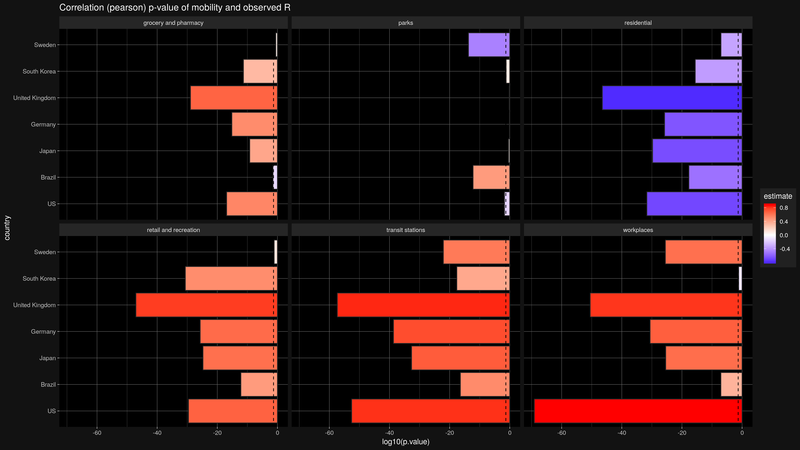 Correlation (pearson) p-value of mobility and observed R
grocery and pharmacy
parks
residential
Sweden
South Korea
United Kingdom
Germany
Japan
Brazil
US
country
retail and recreation
transit stations
workplaces
Sweden
South Korea
United Kingdom
Germany
Japan
Brazil
US
-60 -40 -20 0
-60 -40 -20 0
-60 -40 -20 0
log10(p.value)
estimate
0.8
0.4
0.0
-0.4